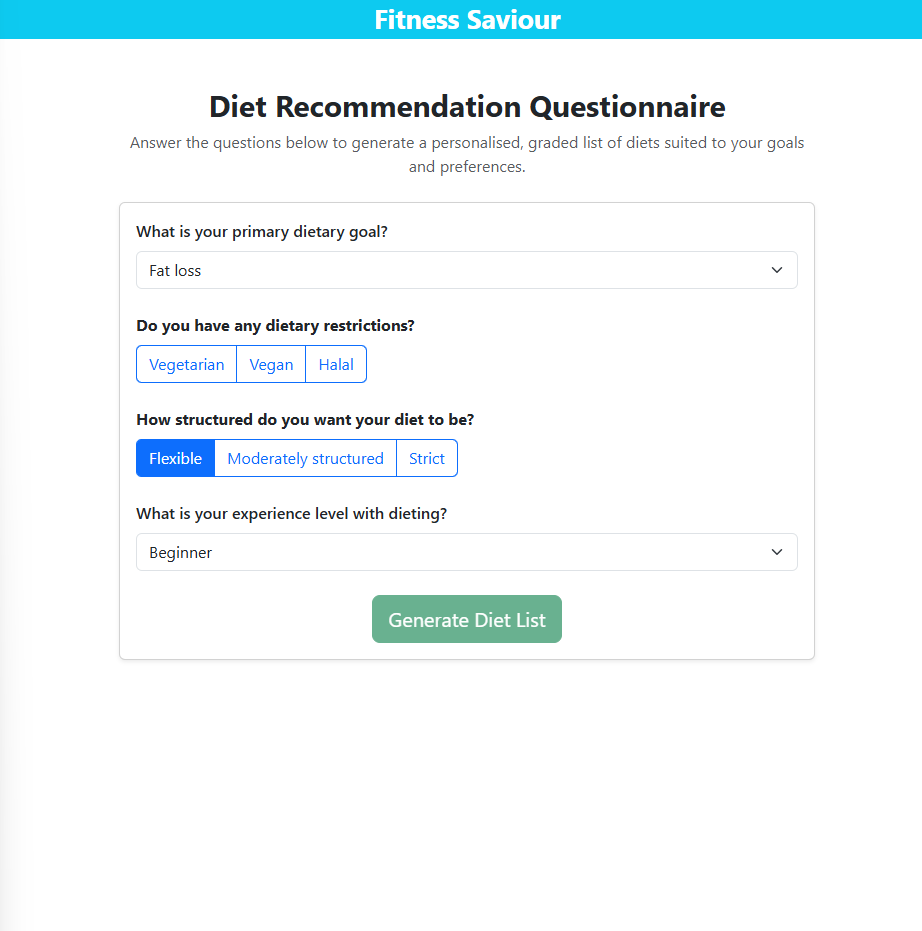 Fitness Saviour
Diet Recommendation Questionnaire
Answer the questions below to generate a personalised, graded list of diets suited to your goals
and preferences.
What is your primary dietary goal?
Fat loss
Do you have any dietary restrictions?
Vegetarian Vegan Halal
How structured do you want your diet to be?
Flexible Moderately structured Strict
What is your experience level with dieting?
Beginner
Generate Diet List